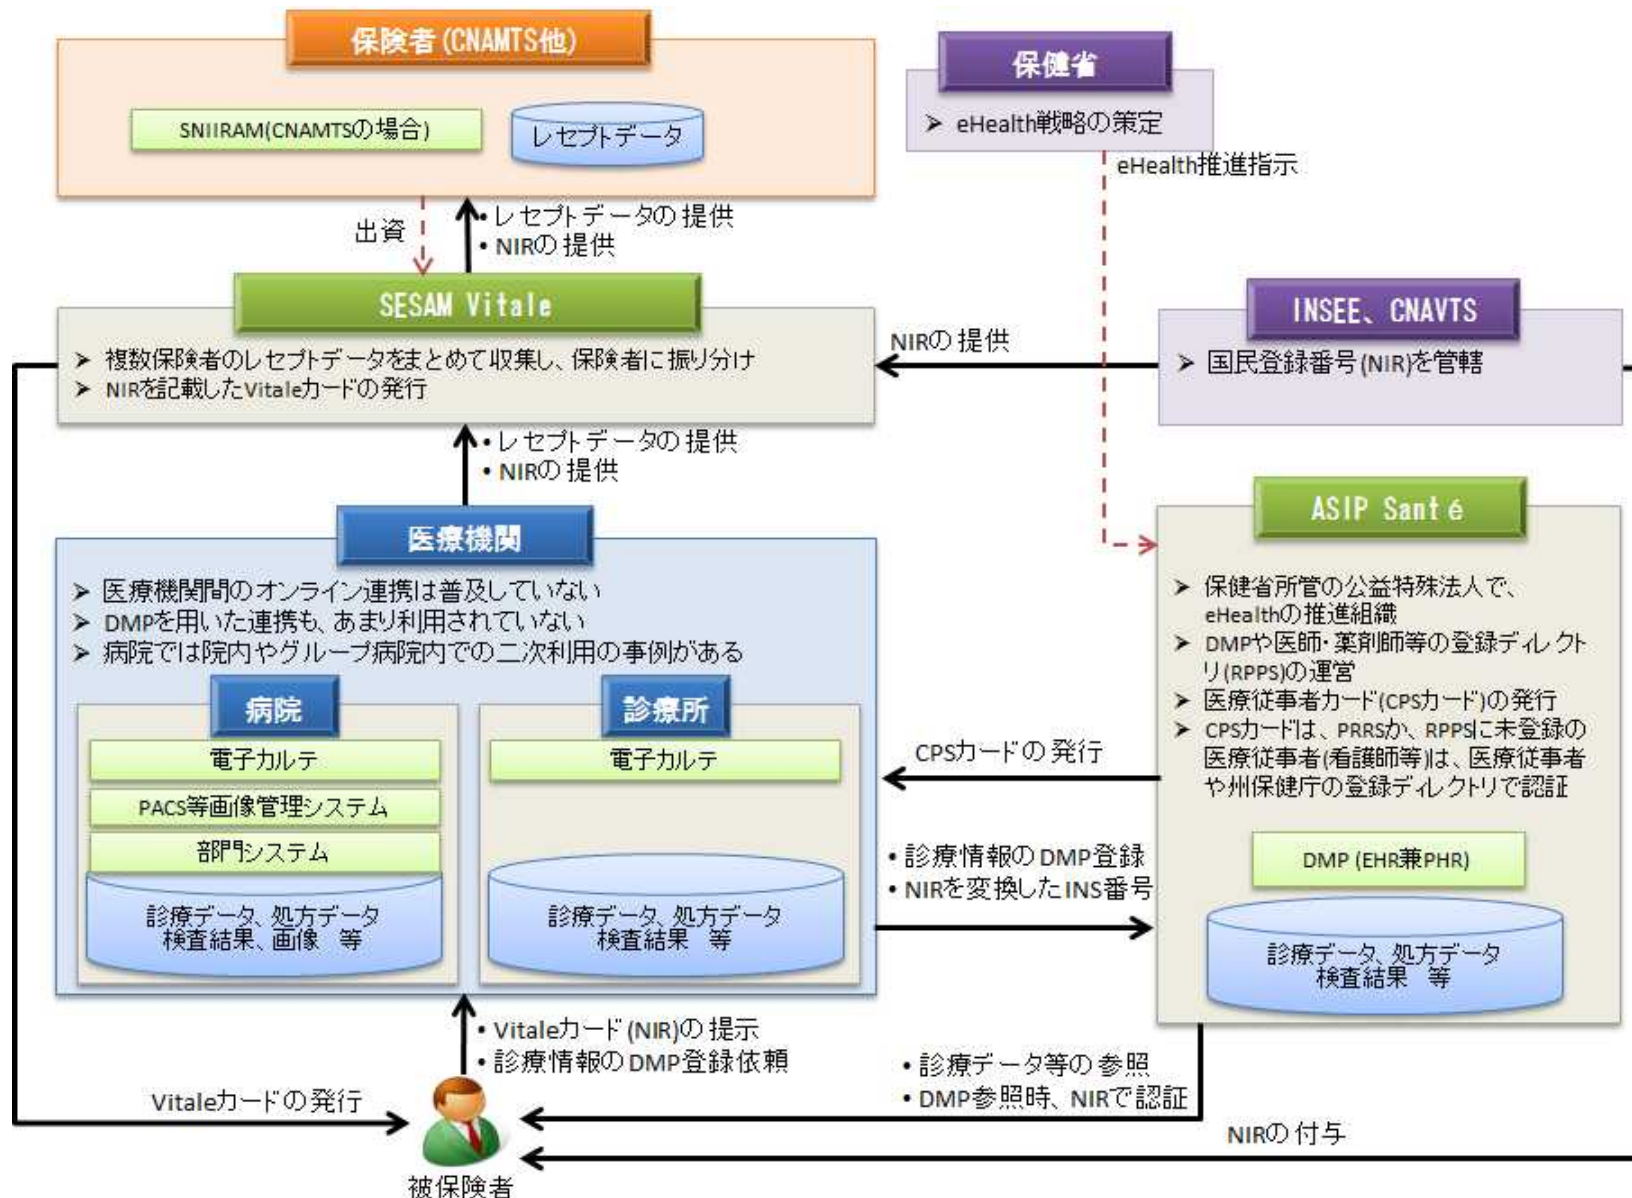 保険者(CNAMTS他)
SNIIRAM(CNAMTSの場合)
レセプトデータ
保健省
➤ eHealth戦略の策定
eHealth推進指示
出資
• レセプトデータの提供
• NIRの提供
SESAM Vitale
➤ 複数保険者のレセプトデータをまとめて収集し、保険者に振り分け
➤ NIRを記載したVitaleカードの発行
NIRの提供
INSEE、CNAVTS
➤ 国民登録番号(NIR)を管轄
• レセプトデータの提供
• NIRの提供
医療機関
➤ 医療機関間のオンライン連携は普及していない
➤ DMPを用いた連携も、あまり利用されていない
➤ 病院では院内やグループ病院内での二次利用の事例がある
病院
電子カルテ
PACS等画像管理システム
部門システム
診療データ、処方データ
検査結果、画像 等
診療所
電子カルテ
診療データ、処方データ
検査結果 等
CPSカードの発行
• 診療情報のDMP登録
• NIRを変換したINS番号
ASIP Santé
➤ 保健省所管の公益特殊法人で、
eHealthの推進組織
➤ DMPや医師・薬剤師等の登録ディレクト
リ(RPPS)の運営
➤ 医療従事者カード(CPSカード)の発行
➤ CPSカードは、PRRSか、RPPSに未登録の
医療従事者(看護師等)は、医療従事者
や州保健庁の登録ディレクトリで認証
DMP (EHR兼PHR)
診療データ、処方データ
検査結果 等
• Vitaleカード(NIR)の提示
• 診療情報のDMP登録依頼
• 診療データ等の参照
• DMP参照時、NIRで認証
Vitaleカードの発行
NIRの付与
被保険者